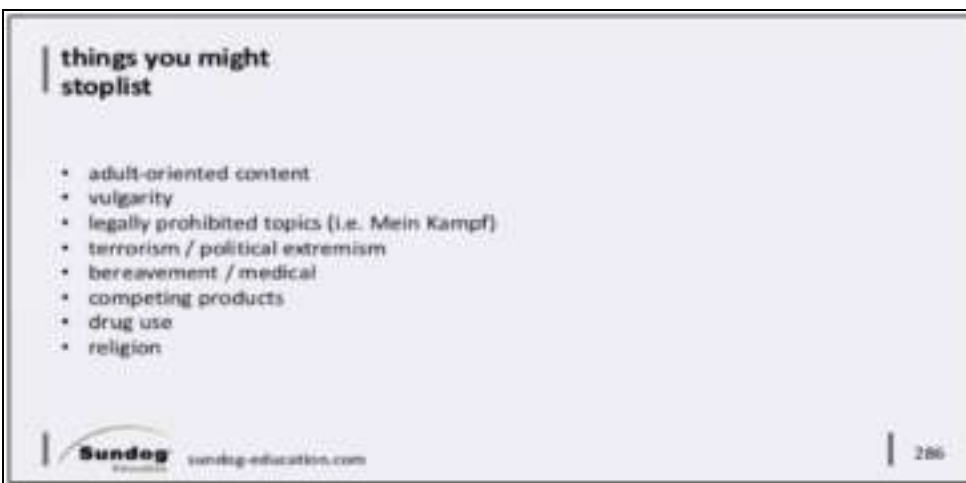 things you might
stoplist
• adult-oriented content
• vulgarity
• legally prohibited topics (i.e. Mein Kampf)
• terrorism / political extremism
• bereavement / medical
• competing products
• drug use
• religion
Sundog
Education
sundog-education.com
286